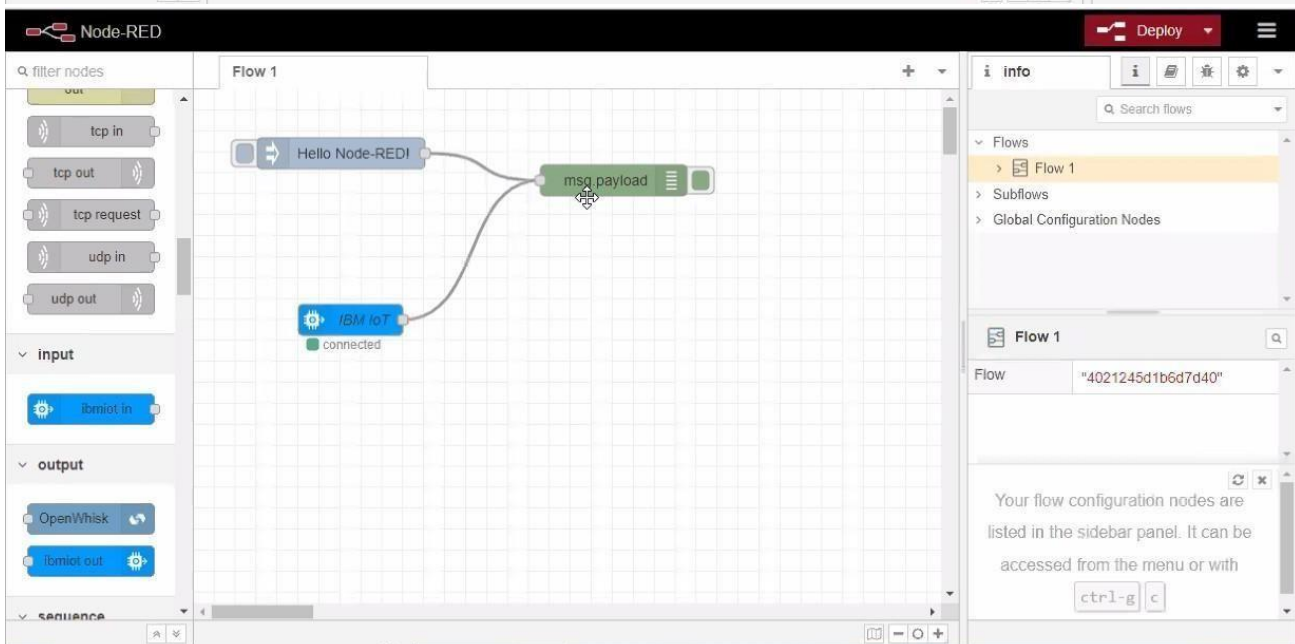 Node-RED
Deploy
filter nodes
Flow 1
info
Search flows
out
tcp in
tcp out
tcp request
udp in
udp out
Hello Node-RED!
msg.payload
IBM IoT
connected
Flows
Flow 1
Subflows
Global Configuration Nodes
input
ibmiot in
output
OpenWhisk
ibmiot out
sequence
Flow 1
Flow
"4021245d1b6d7d40"
Your flow configuration nodes are
listed in the sidebar panel. It can be
accessed from the menu or with
ctrl-g c